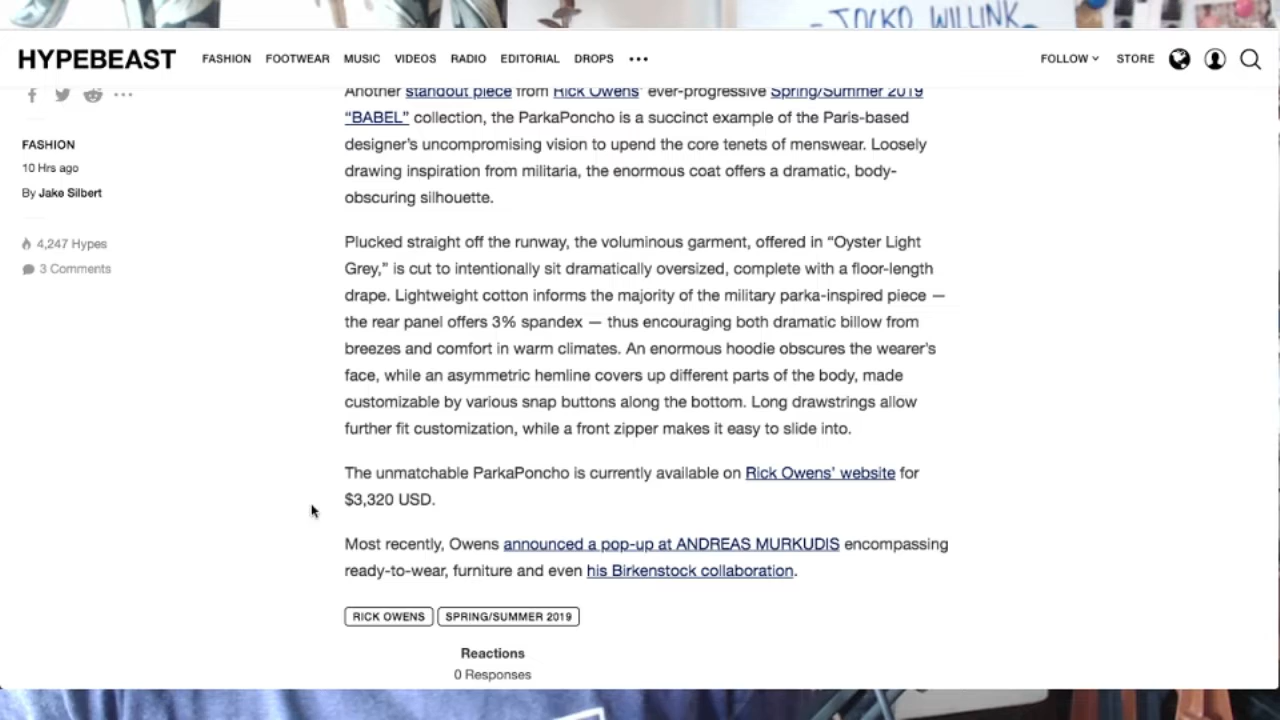 - JOCKO WILLINK
HYPEBEAST FASHION FOOTWEAR MUSIC VIDEOS RADIO EDITORIAL DROPS ••• FOLLOW STORE
Another standout piece from Rick Owens' ever-progressive Spring/Summer 2019
“BABEL” collection, the ParkaPoncho is a succinct example of the Paris-based
designer's uncompromising vision to upend the core tenets of menswear. Loosely
drawing inspiration from militaria, the enormous coat offers a dramatic, body-
obscuring silhouette.
FASHION
10 Hrs ago
By Jake Silbert
4,247 Hypes
3 Comments
Plucked straight off the runway, the voluminous garment, offered in “Oyster Light
Grey,” is cut to intentionally sit dramatically oversized, complete with a floor-length
drape. Lightweight cotton informs the majority of the military parka-inspired piece —
the rear panel offers 3% spandex — thus encouraging both dramatic billow from
breezes and comfort in warm climates. An enormous hoodie obscures the wearer's
face, while an asymmetric hemline covers up different parts of the body, made
customizable by various snap buttons along the bottom. Long drawstrings allow
further fit customization, while a front zipper makes it easy to slide into.
The unmatchable ParkaPoncho is currently available on Rick Owens' website for
$3,320 USD.
Most recently, Owens announced a pop-up at ANDREAS MURKUDIS encompassing
ready-to-wear, furniture and even his Birkenstock collaboration.
RICK OWENS SPRING/SUMMER 2019
Reactions
0 Responses